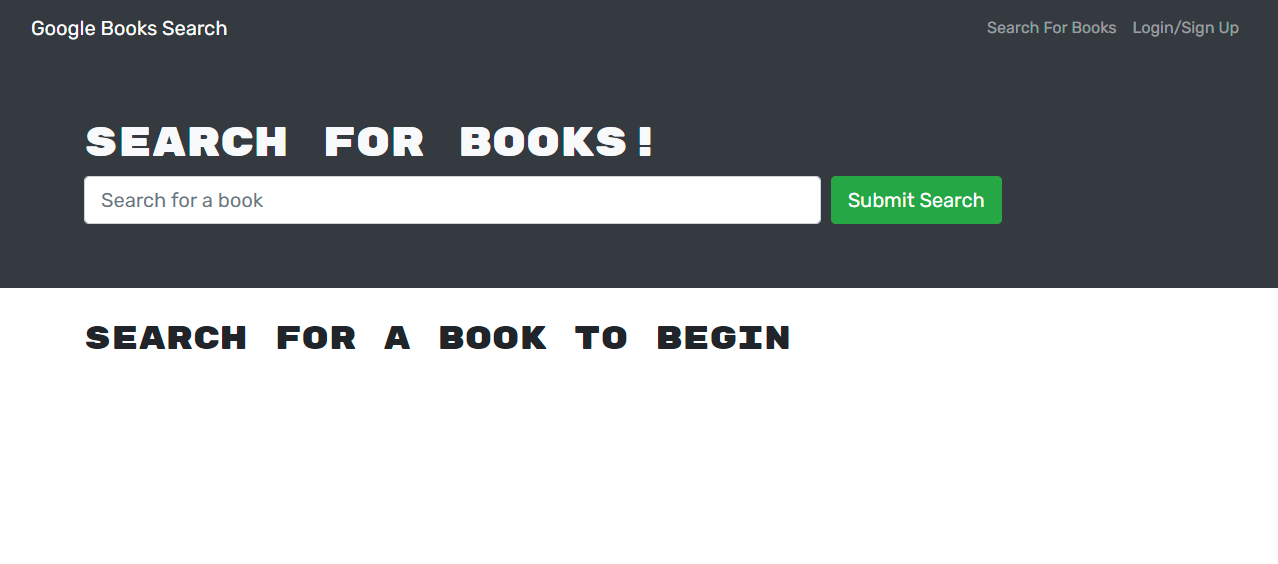 Google Books Search
Search For Books Login/Sign Up
SEARCH FOR BOOKS!
Search for a book
Submit Search
SEARCH FOR A BOOK TO BEGIN